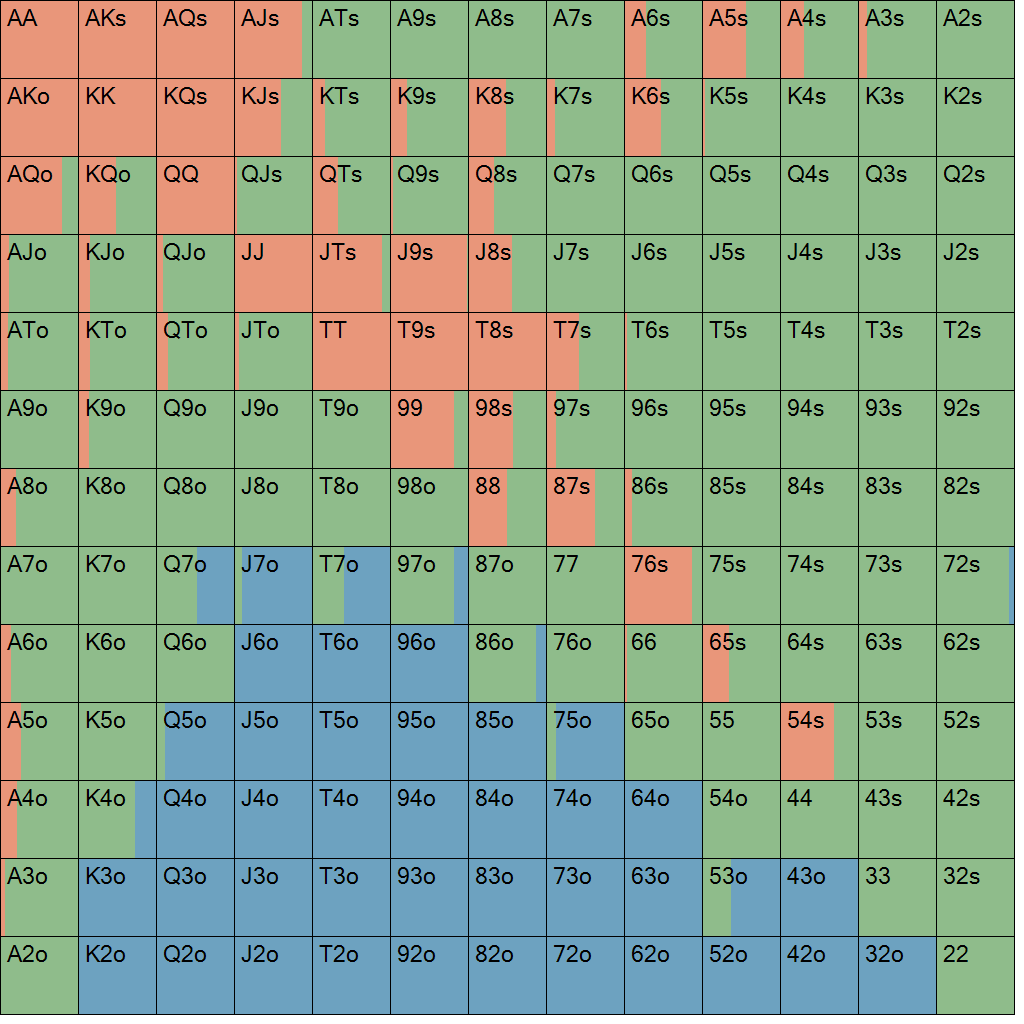 AA AKs AQs AJs ATs A9s A8s A7s A6s A5s A4s A3s A2s
AKo KK KQs KJs KTs K9s K8s K7s K6s K5s K4s K3s K2s
AQo KQo QQ QJs QTs Q9s Q8s Q7s Q6s Q5s Q4s Q3s Q2s
AJo KJo QJo JJ JTs J9s J8s J7s J6s J5s J4s J3s J2s
ATo KTo QTo JTo TT T9s T8s T7s T6s T5s T4s T3s T2s
A9o K9o Q9o J9o T9o 99 98s 97s 96s 95s 94s 93s 92s
A8o K8o Q8o J8o T8o 98o 88 87s 86s 85s 84s 83s 82s
A7o K7o Q7o J7o T7o 97o 87o 77 76s 75s 74s 73s 72s
A6o K6o Q6o J6o T6o 96o 86o 76o 66 65s 64s 63s 62s
A5o K5o Q5o J5o T5o 95o 85o 75o 65o 55 54s 53s 52s
A4o K4o Q4o J4o T4o 94o 84o 74o 64o 54o 44 43s 42s
A3o K3o Q3o J3o T3o 93o 83o 73o 63o 53o 43o 33 32s
A2o K2o Q2o J2o T2o 92o 82o 72o 62o 52o 42o 32o 22